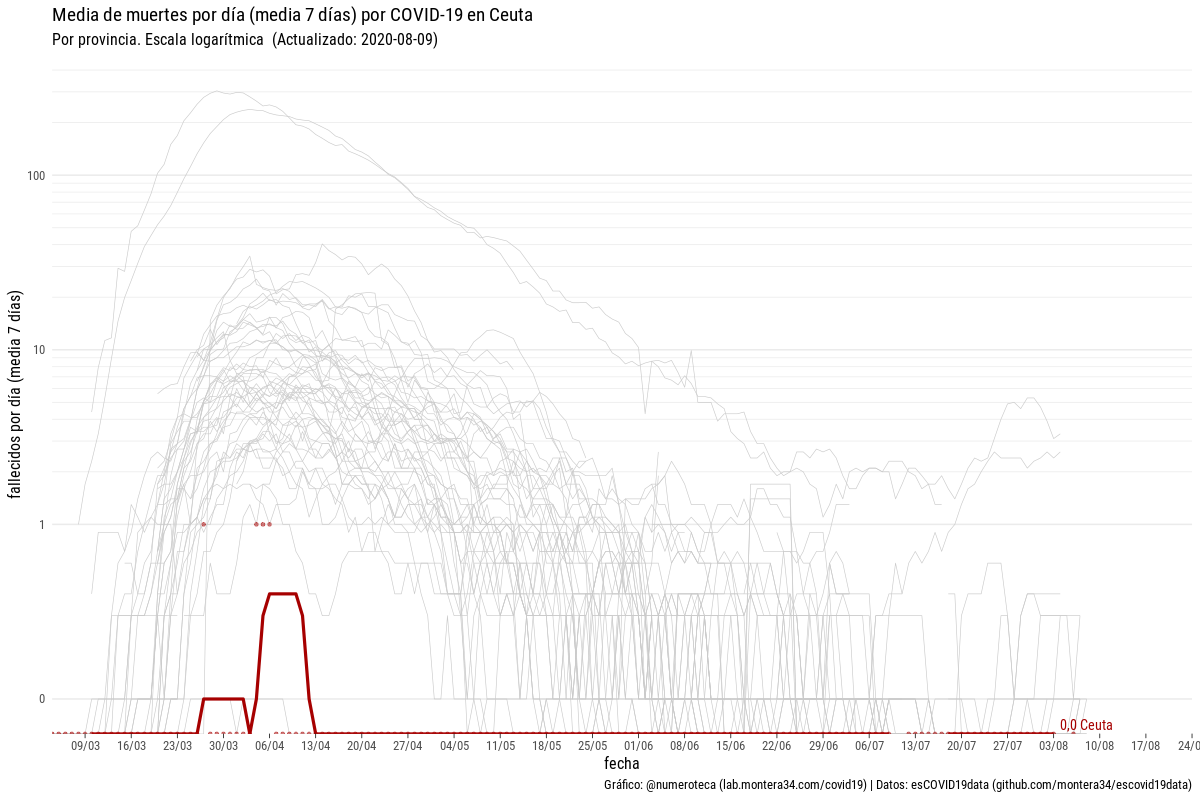 Media de muertes por día (media 7 días) por COVID-19 en Ceuta
Por provincia. Escala logarítmica (Actualizado: 2020-08-09)
fallecidos por día (media 7 días)
100
10
1
0
0,0 Ceuta
09/03 16/03 23/03 30/03 06/04 13/04 20/04 27/04 04/05 11/05 18/05 25/05 01/06 08/06 15/06 22/06 29/06 06/07 13/07 20/07 27/07 03/08 10/08 17/08 24/0
fecha
Gráfico: @numeroteca (lab.montera34.com/covid19) | Datos: esCOVID19data (github.com/montera34/escovid19data)